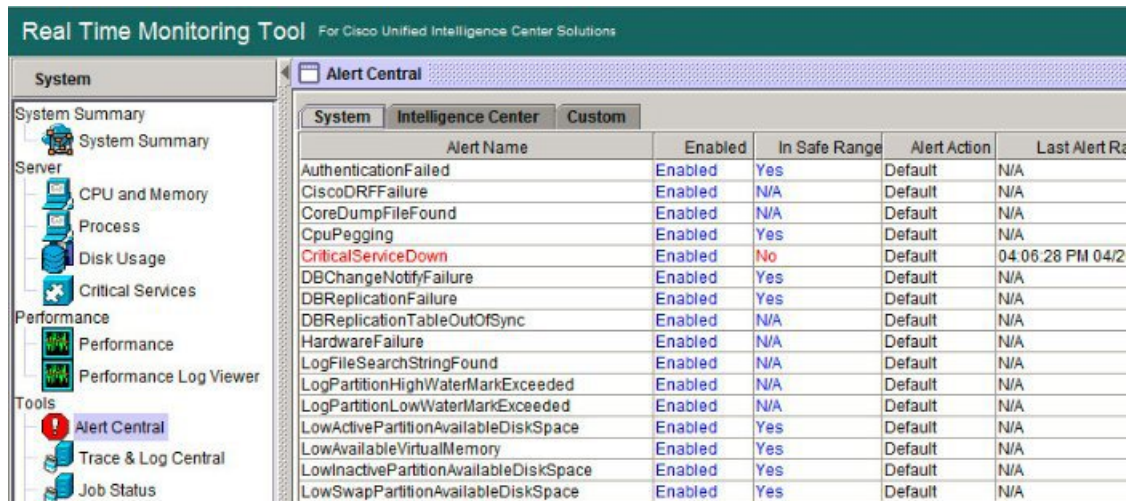 Real Time Monitoring Tool For Cisco Unified Intelligence Center Solutions
System
System Summary
System Summary
Server
CPU and Memory
Process
Disk Usage
Critical Services
Performance
Performance
Performance Log Viewer
Tools
Alert Central
Trace & Log Central
Job Status
Alert Central
System Intelligence Center Custom
Alert Name Enabled In Safe Range Alert Action Last Alert Ra
AuthenticationFailed Enabled Yes Default N/A
CiscoDRFFailure Enabled N/A Default N/A
CoreDumpFileFound Enabled N/A Default N/A
CpuPegging Enabled Yes Default N/A
CriticalServiceDown Enabled No Default 04:06:28 PM 04/2
DBChangeNotifyFailure Enabled Yes Default N/A
DBReplicationFailure Enabled Yes Default N/A
DBReplicationTableOutOfSync Enabled N/A Default N/A
HardwareFailure Enabled N/A Default N/A
LogFileSearchStringFound Enabled N/A Default N/A
LogPartitionHighWaterMarkExceeded Enabled N/A Default N/A
LogPartitionLowWaterMarkExceeded Enabled N/A Default N/A
LowActivePartitionAvailableDiskSpace Enabled Yes Default N/A
LowAvailableVirtualMemory Enabled Yes Default N/A
LowInactivePartitionAvailableDiskSpace Enabled Yes Default N/A
LowSwapPartitionAvailableDiskSpace Enabled Yes Default N/A